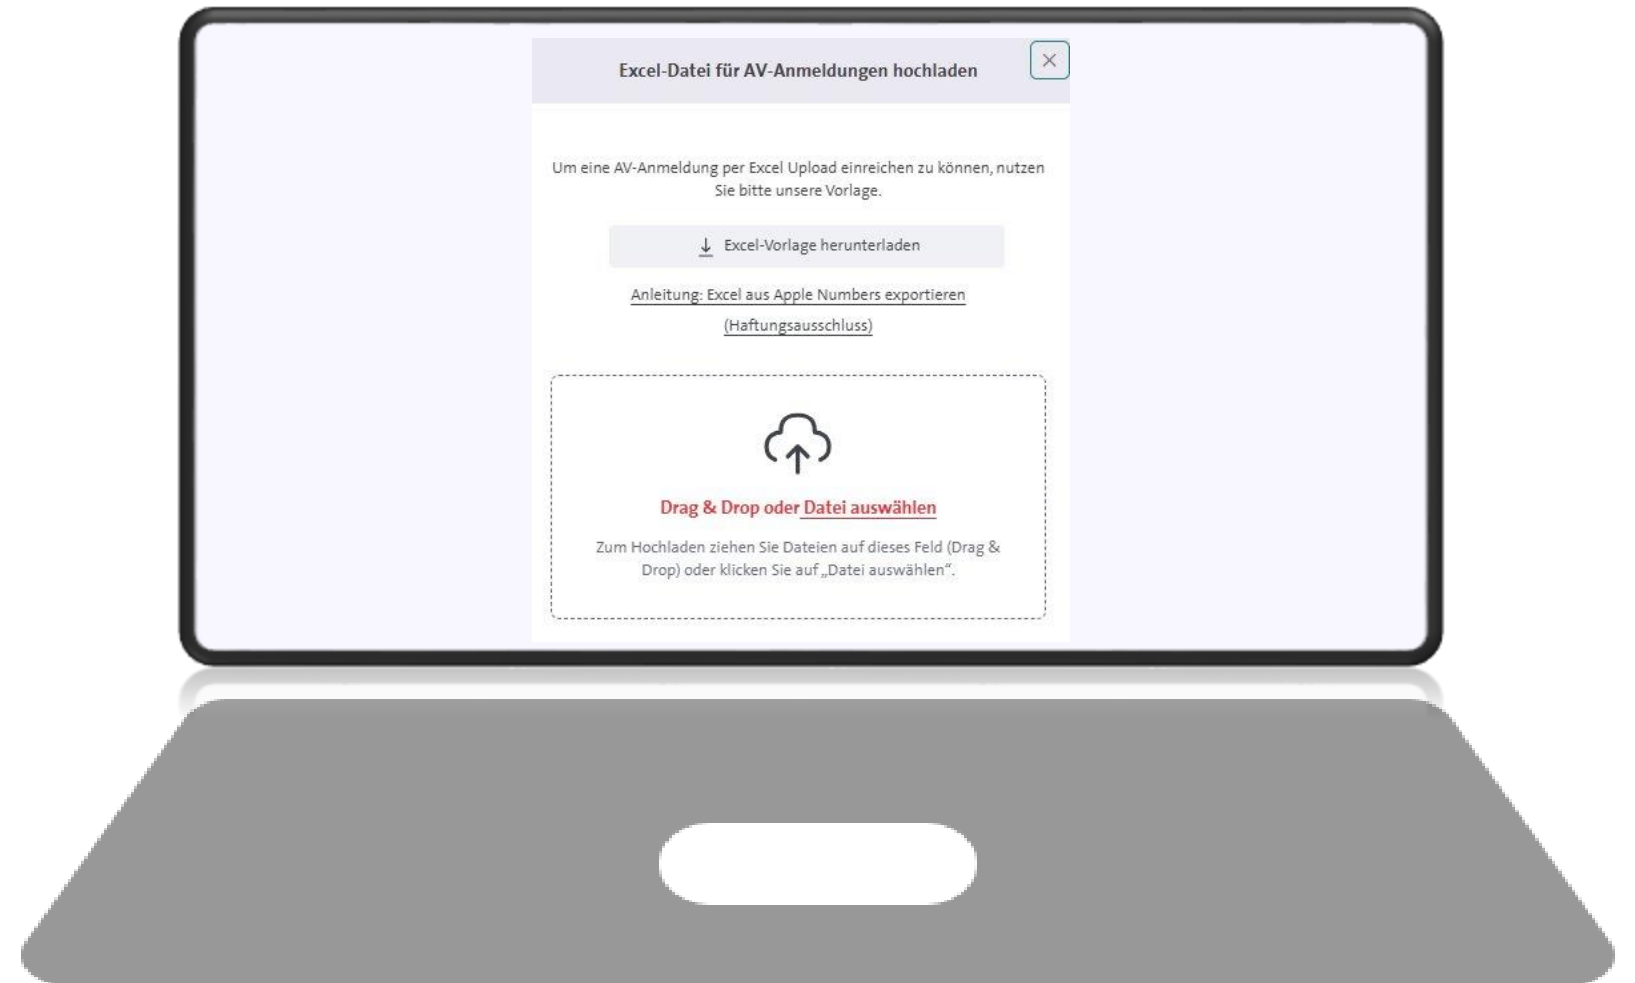 Excel-Datei für AV-Anmeldungen hochladen
Um eine AV-Anmeldung per Excel Upload einreichen zu können, nutzen
Sie bitte unsere Vorlage.
Excel-Vorlage herunterladen
Anleitung: Excel aus Apple Numbers exportieren
(Haftungsausschluss)
Drag & Drop oder Datei auswählen
Zum Hochladen ziehen Sie Dateien auf dieses Feld (Drag &
Drop) oder klicken Sie auf „Datei auswählen“.